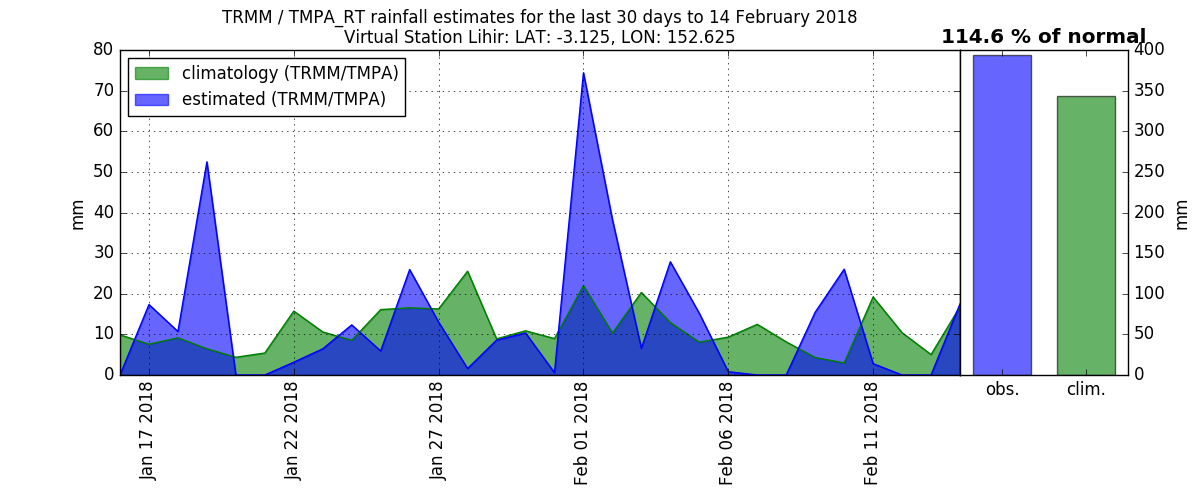 TRMM / TMPA_RT rainfall estimates for the last 30 days to 14 February 2018
Virtual Station Lihir: LAT: -3.125, LON: 152.625
114.6 % of normal
climatology (TRMM/TMPA)
estimated (TRMM/TMPA)
80
70
60
50
40
30
20
10
0
mm
Jan 17 2018
Jan 22 2018
Jan 27 2018
Feb 01 2018
Feb 06 2018
Feb 11 2018
obs.
clim.
400
350
300
250
200
150
100
50
0
mm